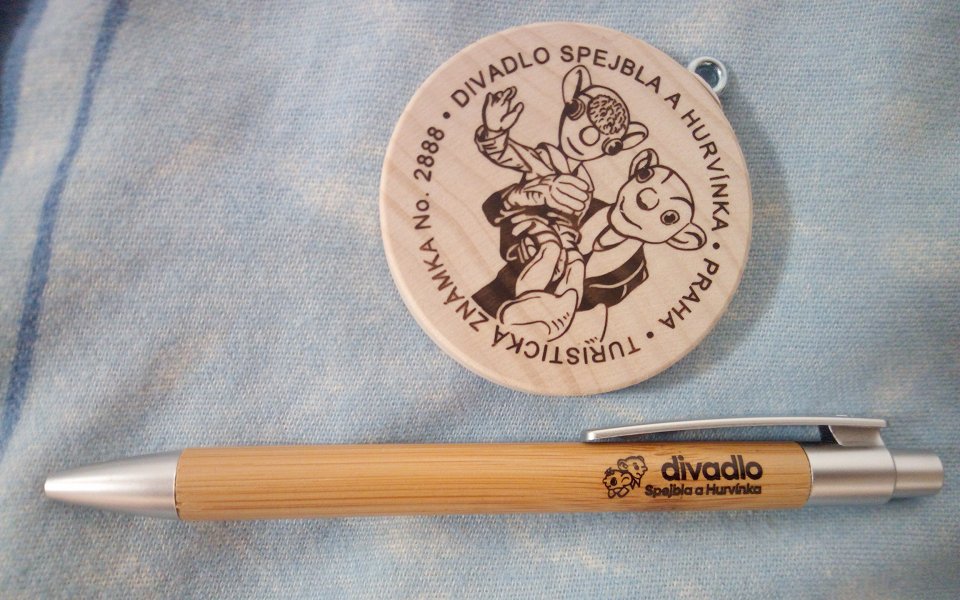 DIVADLO SPEJBLA A HURVÍNKA • PRAHA • TURISTICKÁ ZNÁMKA No. 2888 •
divadlo
Spejbla a Hurvínka